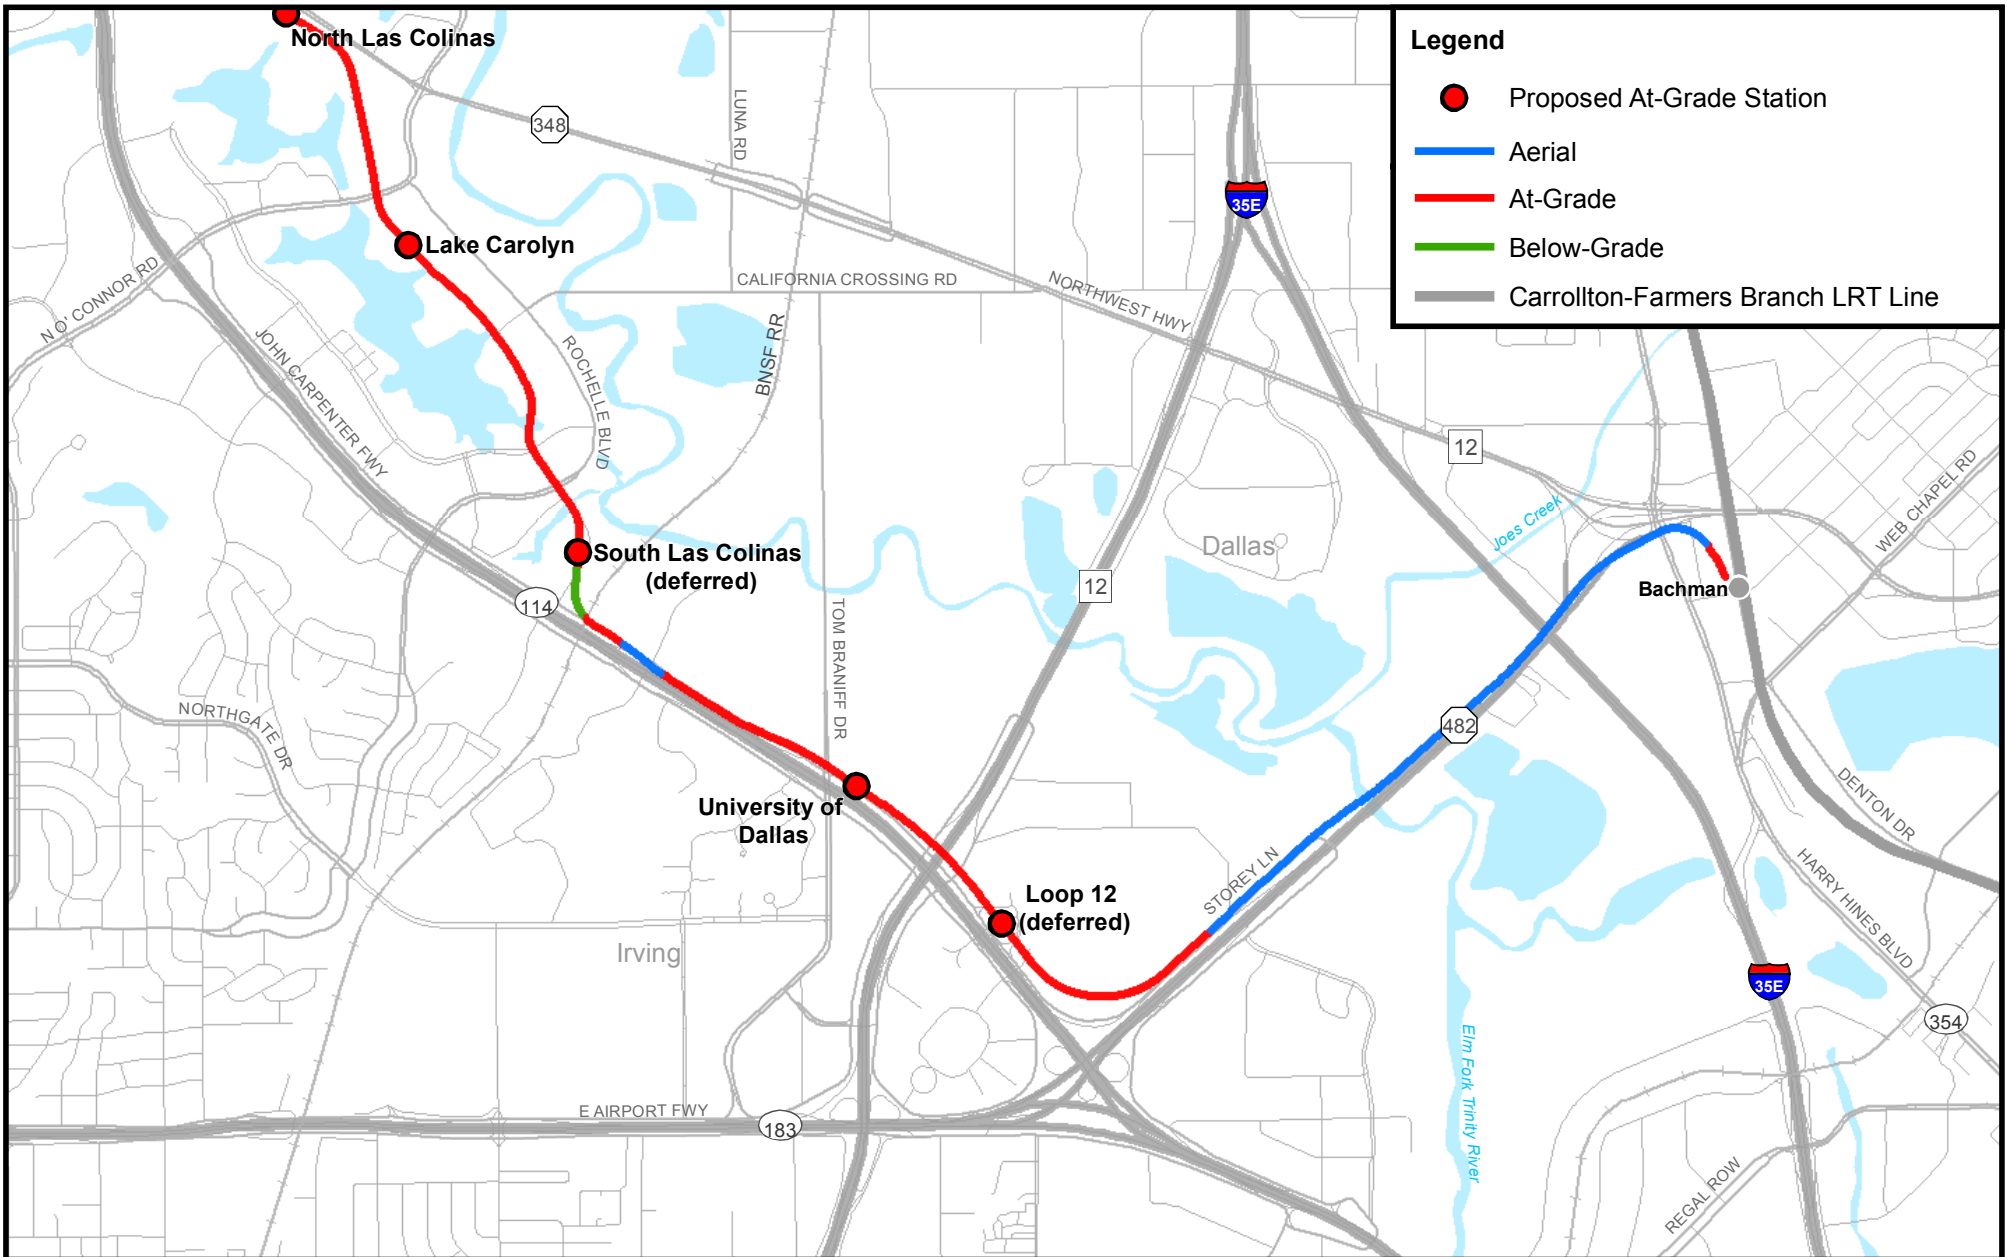 North Las Colinas
Legend
Proposed At-Grade Station
Aerial
At-Grade
Below-Grade
Carrollton-Farmers Branch LRT Line
348
LUNA RD
35E
Lake Carolyn
N O' CONNOR RD
CALIFORNIA CROSSING RD
NORTHWEST HWY
JOHN CARPENTER FWY
ROCHELLE BLVD
BNSF RR
12
WEB CHAPEL RD
Joes Creek
Dallas
South Las Colinas
(deferred)
12
Bachman
114
TOM BRANIFF DR
NORTHGATE DR
482
University of
Dallas
DENTON DR
STOREY LN
HARRY HINES BLVD
Loop 12
(deferred)
Irving
35E
354
Elm Fork Trinity River
E AIRPORT FWY
183
REGAL ROW